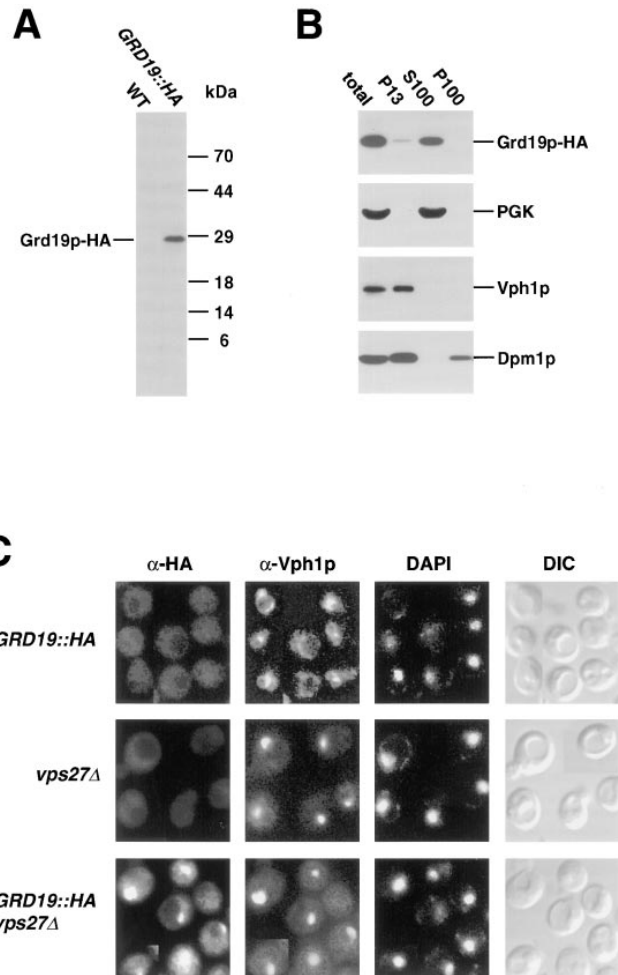 A
WT
GRD19::HA
kDa
70
44
Grd19p-HA
29
18
14
6
B
total
P13
S100
P100
Grd19p-HA
PGK
Vph1p
Dpm1p
C
α-HA
α-Vph1p
DAPI
DIC
GRD19::HA
vps27Δ
GRD19::HA
vps27Δ